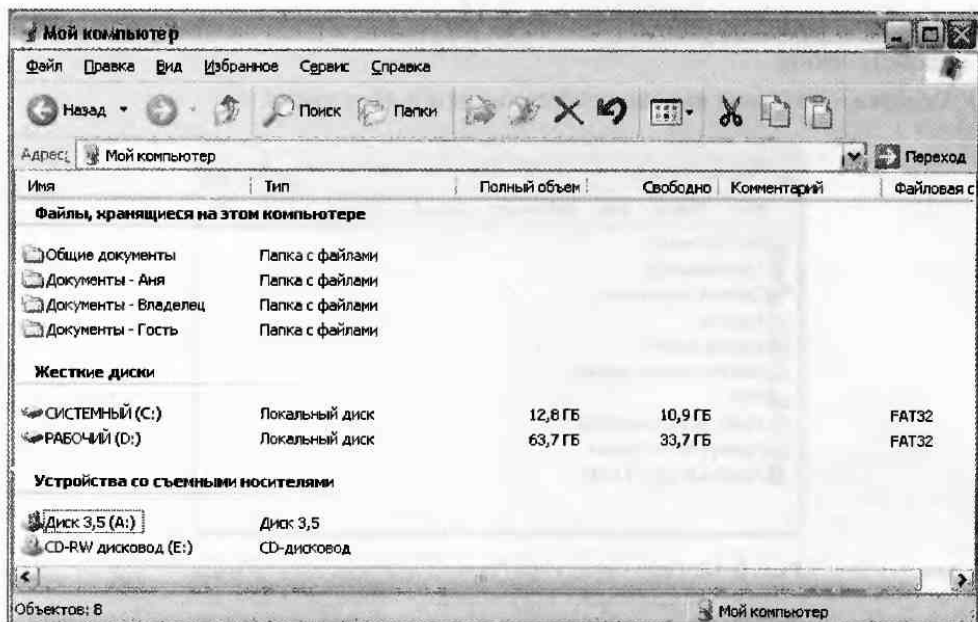 Мой компьютер
Файл Правка Вид Избранное Сервис Справка
Назад Поиск Папки
Адрес: Мой компьютер Переход
Имя Тип Полный объем Свободно Комментарий Файловая с
Файлы, хранящиеся на этом компьютере
Общие документы Папка с файлами
Документы - Аня Папка с файлами
Документы - Владелец Папка с файлами
Документы - Гость Папка с файлами
Жесткие диски
СИСТЕМНЫЙ (C:) Локальный диск 12,8 ГБ 10,9 ГБ FAT32
РАБОЧИЙ (D:) Локальный диск 63,7 ГБ 33,7 ГБ FAT32
Устройства со съемными носителями
Диск 3,5 (A:) Диск 3,5
CD-RW дисковод (E:) CD-дисковод
Объектов: 8 Мой компьютер